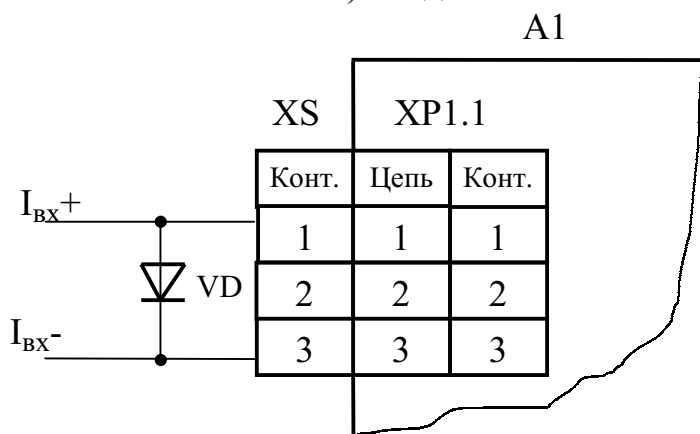 A1
XS XP1.1
Конт. Цепь Конт.
Iвх+
1 1 1
VD
2 2 2
Iвх-
3 3 3